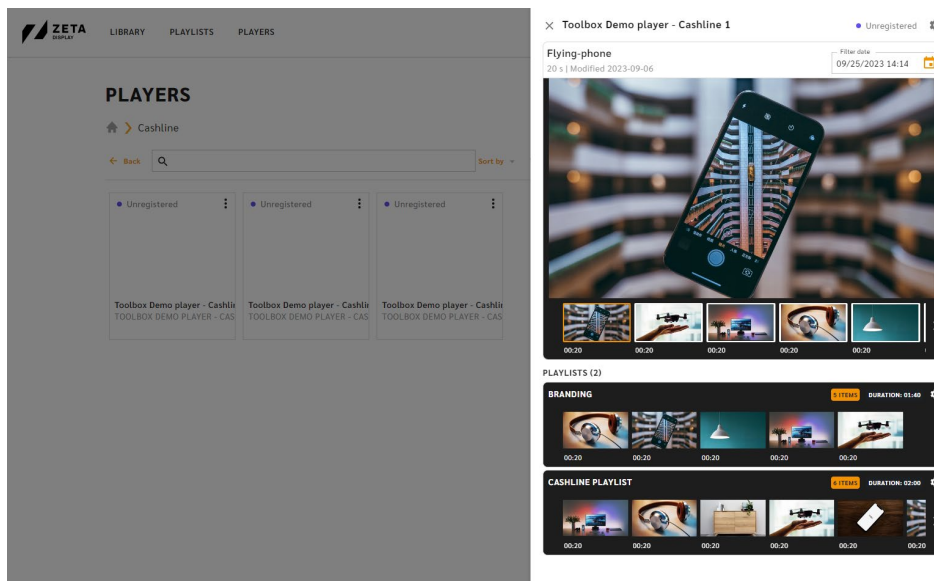 ZETA
DISPLAY
LIBRARY
PLAYLISTS
PLAYERS
PLAYERS
Cashline
Back
Sort by
Unregistered
Unregistered
Unregistered
Toolbox Demo player - Cashlin
TOOLBOX DEMO PLAYER - CAS
Toolbox Demo player - Cashlin
TOOLBOX DEMO PLAYER - CAS
Toolbox Demo player - Cashlin
TOOLBOX DEMO PLAYER - CAS
Toolbox Demo player - Cashline 1
Unregistered
Flying-phone
20 s | Modified 2023-09-06
Filter date
09/25/2023 14:14
00:20
00:20
00:20
00:20
00:20
PLAYLISTS (2)
BRANDING
5 ITEMS
DURATION: 01:40
00:20
00:20
00:20
00:20
00:20
CASHLINE PLAYLIST
6 ITEMS
DURATION: 02:00
00:20
00:20
00:20
00:20
00:20
00:20